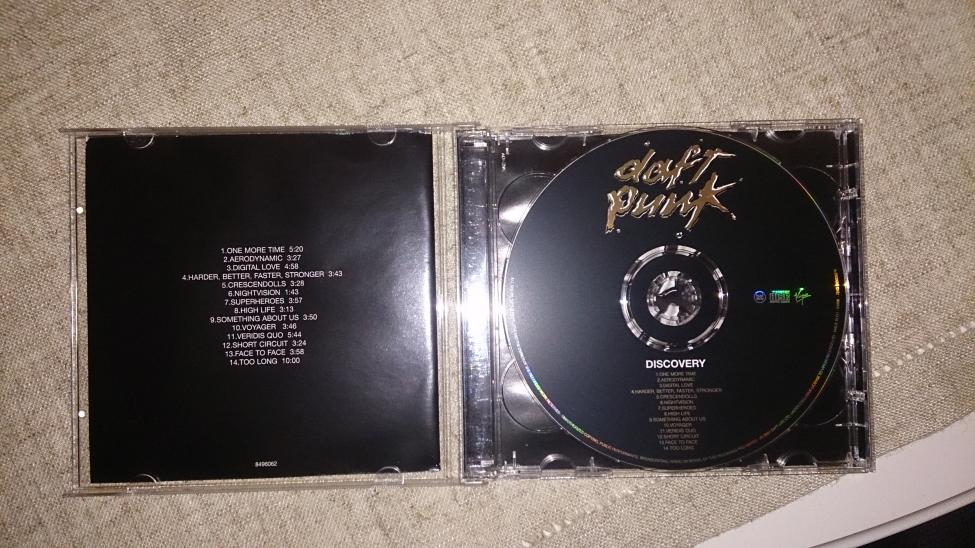 1.ONE MORE TIME 5:20
2.AERODYNAMIC 3:27
3.DIGITAL LOVE 4:58
4.HARDER, BETTER, FASTER, STRONGER 3:43
5.CRESCENDOLLS 3:28
6.NIGHTVISION 1:43
7.SUPERHEROES 3:57
8.HIGH LIFE 3:13
9.SOMETHING ABOUT US 3:50
10.VOYAGER 3:46
11.VERIDIS QUO 5:44
12.SHORT CIRCUIT 3:24
13.FACE TO FACE 3:58
14.TOO LONG 10:00
8496062
daft
punk
Virgin
DISCOVERY
1.ONE MORE TIME
2.AERODYNAMIC
3.DIGITAL LOVE
4.HARDER, BETTER, FASTER, STRONGER
5.CRESCENDOLLS
6.NIGHTVISION
7.SUPERHEROES
8.HIGH LIFE
9.SOMETHING ABOUT US
10.VOYAGER
11.VERIDIS QUO
12.SHORT CIRCUIT
13.FACE TO FACE
14.TOO LONG